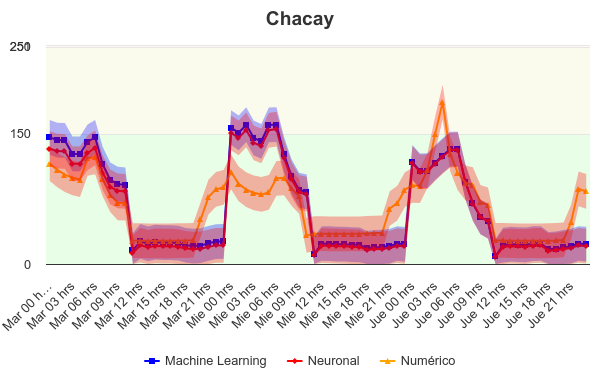 Chacay
250
150
0
Mar 00 h...
Mar 03 hrs
Mar 06 hrs
Mar 09 hrs
Mar 12 hrs
Mar 15 hrs
Mar 18 hrs
Mar 21 hrs
Mie 00 hrs
Mie 03 hrs
Mie 06 hrs
Mie 09 hrs
Mie 12 hrs
Mie 15 hrs
Mie 18 hrs
Mie 21 hrs
Jue 00 hrs
Jue 03 hrs
Jue 06 hrs
Jue 09 hrs
Jue 12 hrs
Jue 15 hrs
Jue 18 hrs
Jue 21 hrs
Machine Learning Neuronal Numérico